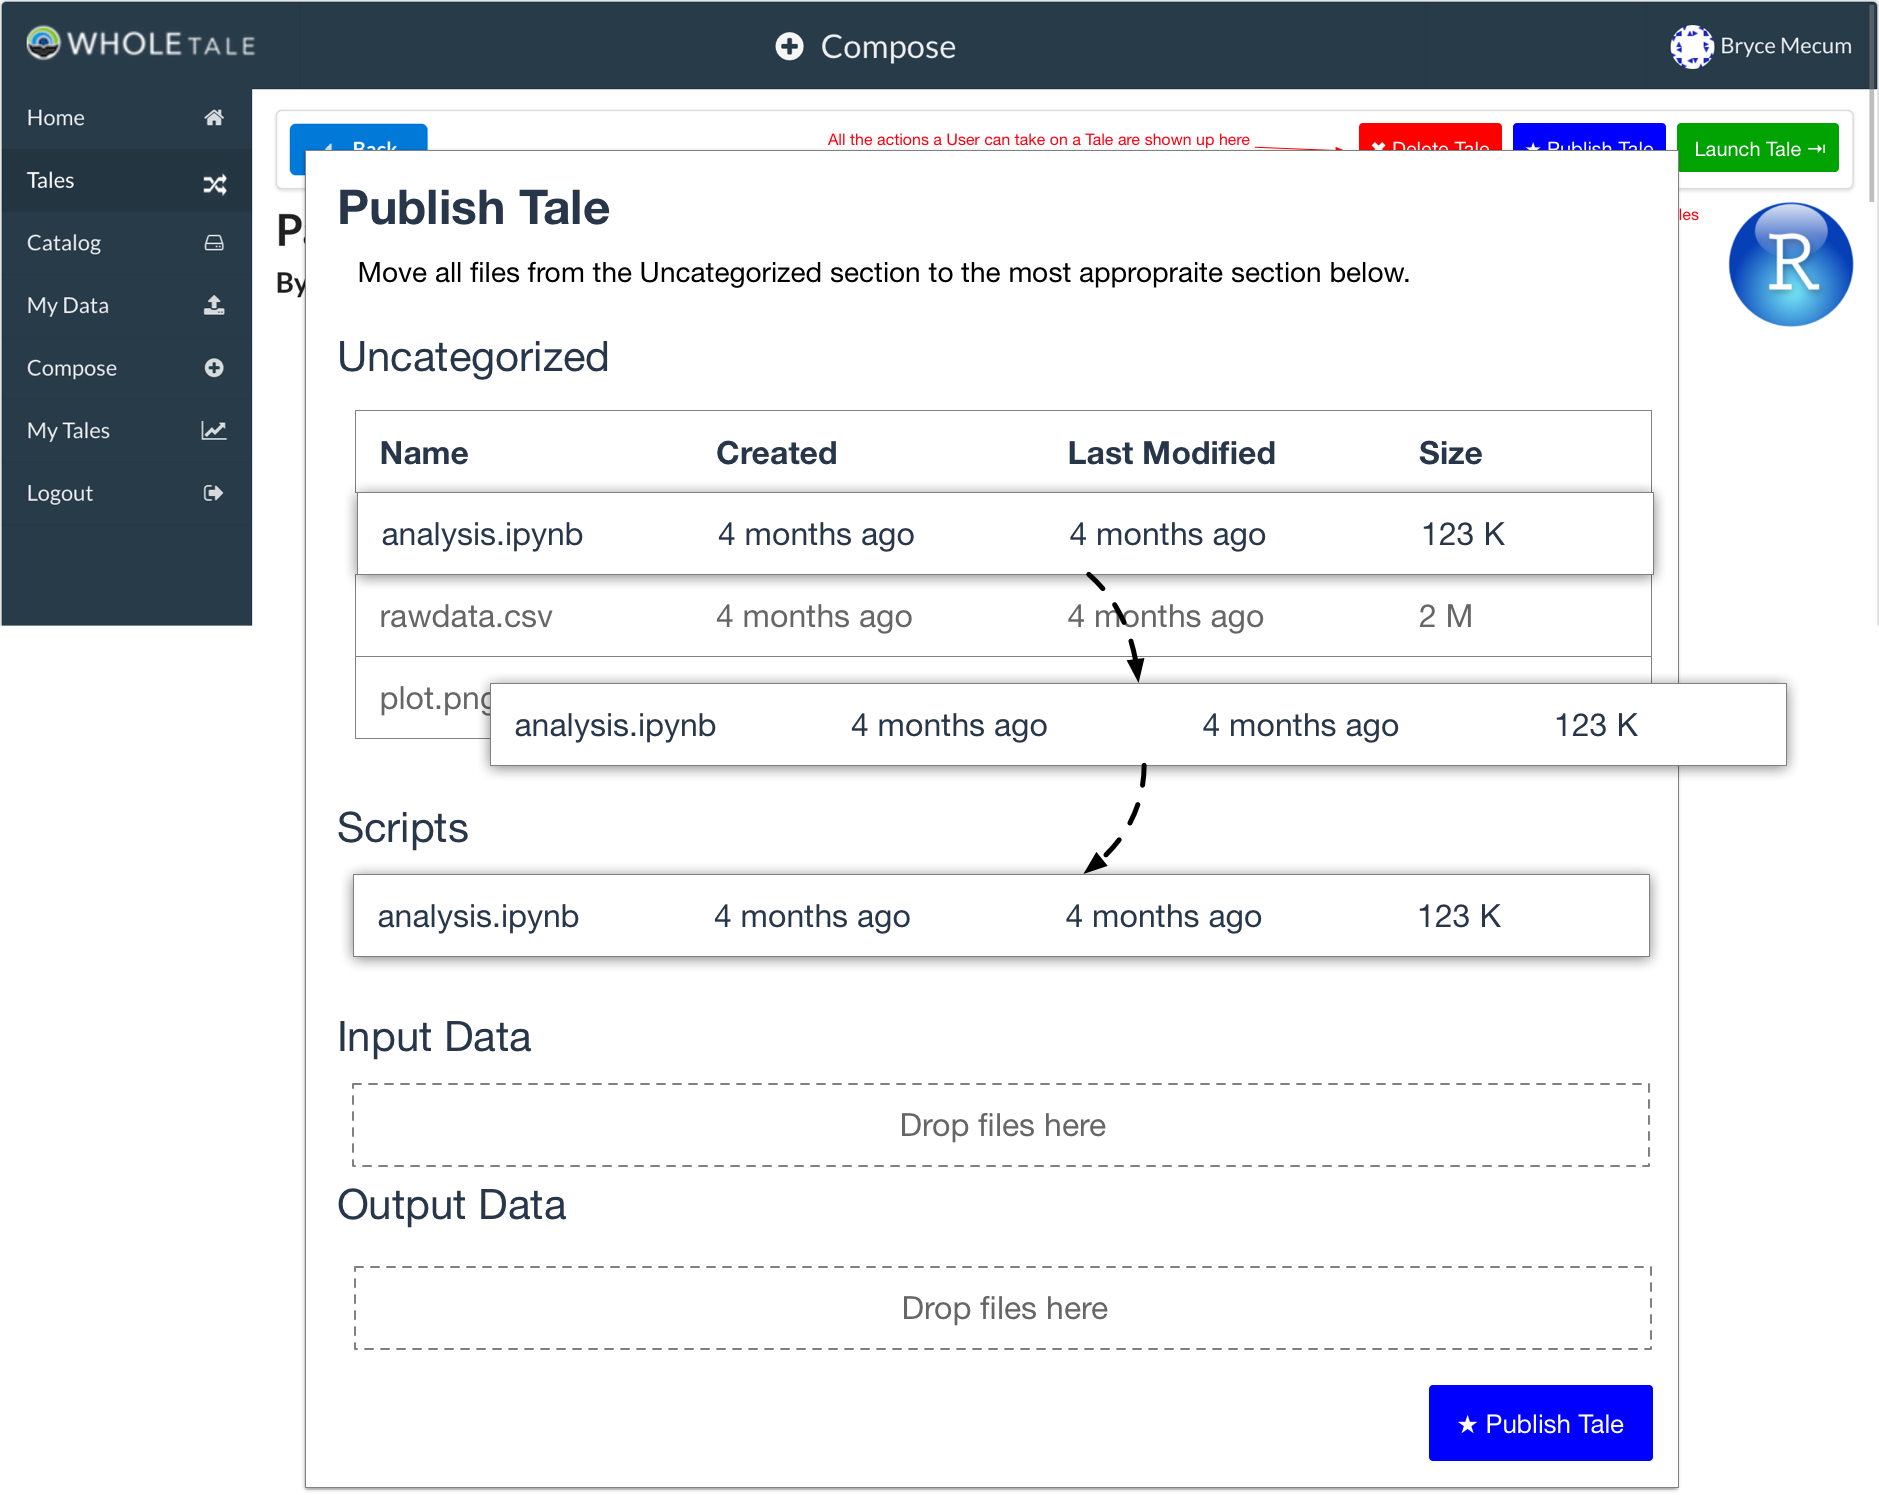 WHOLETALE
Compose
Bryce Mecum
Home
Tales
Catalog
My Data
Compose
My Tales
Logout
Back
All the actions a User can take on a Tale are shown up here
✖ Delete Tale
★ Publish Tale
Launch Tale ⇥
les
By
Publish Tale
Move all files from the Uncategorized section to the most appropraite section below.
Uncategorized
Name Created Last Modified Size
analysis.ipynb 4 months ago 4 months ago 123 K
rawdata.csv 4 months ago 4 months ago 2 M
plot.png
analysis.ipynb 4 months ago 4 months ago 123 K
Scripts
analysis.ipynb 4 months ago 4 months ago 123 K
Input Data
Drop files here
Output Data
Drop files here
★ Publish Tale